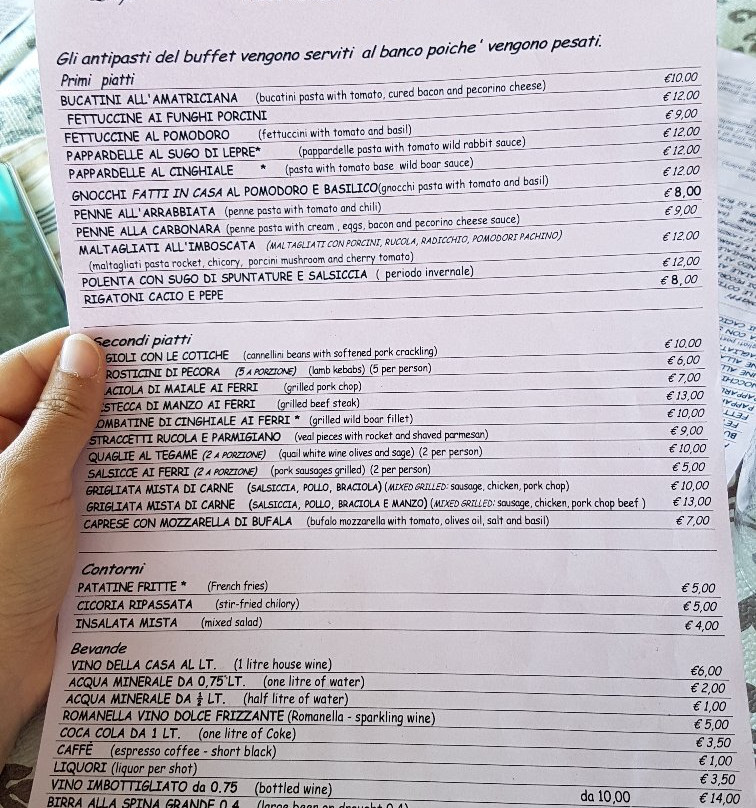 Gli antipasti del buffet vengono serviti al banco poiche' vengono pesati.
Primi piatti
BUCATINI ALL'AMATRICIANA (bucatini pasta with tomato, cured bacon and pecorino cheese) €10.00
FETTUCCINE AI FUNGHI PORCINI € 12.00
FETTUCCINE AL POMODORO (fettuccini with tomato and basil) € 9,00
PAPPARDELLE AL SUGO DI LEPRE* (pappardelle pasta with tomato wild rabbit sauce) € 12.00
PAPPARDELLE AL CINGHIALE * (pasta with tomato base wild boar sauce) € 12.00
GNOCCHI FATTI IN CASA AL POMODORO E BASILICO(gnocchi pasta with tomato and basil) € 12.00
PENNE ALL'ARRABBIATA (penne pasta with tomato and chili) € 8,00
PENNE ALLA CARBONARA (penne pasta with cream , eggs, bacon and pecorino cheese sauce) € 9,00
MALTAGLIATI ALL'IMBOSCATA (MALTAGLIATI CON PORCINI, RUCOLA, RADICCHIO, POMODORI PACHINO) € 12.00
(maltagliati pasta rocket, chicory, porcini mushroom and cherry tomato)
POLENTA CON SUGO DI SPUNTATURE E SALSICCIA ( periodo invernale) € 12,00
RIGATONI CACIO E PEPE € 8,00
Secondi piatti
GIOLI CON LE COTICHE (cannellini beans with softened pork crackling) € 10,00
ROSTICINI DI PECORA (5 A PORZIONE) (lamb kebabs) (5 per person) € 6,00
ACIOLA DI MAIALE AI FERRI (grilled pork chop) € 7,00
STECCA DI MANZO AI FERRI (grilled beef steak) € 13,00
OMBATINE DI CINGHIALE AI FERRI * (grilled wild boar fillet) € 10,00
STRACCETTI RUCOLA E PARMIGIANO (veal pieces with rocket and shaved parmesan) € 9,00
QUAGLIE AL TEGAME (2 A PORZIONE) (quail white wine olives and sage) (2 per person) € 10,00
SALSICCE AI FERRI (2 A PORZIONE) (pork sausages grilled) (2 per person) € 5,00
GRIGLIATA MISTA DI CARNE (SALSICCIA, POLLO, BRACIOLA) (MIXED GRILLED: sausage, chicken, pork chop) € 10,00
GRIGLIATA MISTA DI CARNE (SALSICCIA, POLLO, BRACIOLA E MANZO) (MIXED GRILLED: sausage, chicken, pork chop beef ) € 13,00
CAPRESE CON MOZZARELLA DI BUFALA (bufalo mozzarella with tomato, olives oil, salt and basil) € 7,00
Contorni
PATATINE FRITTE * (French fries) € 5,00
CICORIA RIPASSATA (stir-fried chilory) € 5,00
INSALATA MISTA (mixed salad) € 4,00
Bevande
VINO DELLA CASA AL LT. (1 litre house wine) €6,00
ACQUA MINERALE DA 0,75 LT. (one litre of water) € 2,00
ACQUA MINERALE DA ½ LT. (half litre of water) € 1,00
ROMANELLA VINO DOLCE FRIZZANTE (Romanella - sparkling wine) € 5,00
COCA COLA DA 1 LT. (one litre of Coke) € 3,50
CAFFÈ (espresso coffee - short black) € 1,00
LIQUORI (liquor per shot) € 3,50
VINO IMBOTTIGLIATO da 0.75 (bottled wine) da 10,00 € 14,00
BIRRA ALLA SPINA GRANDE 0.4 (large beer on draught 0.4)